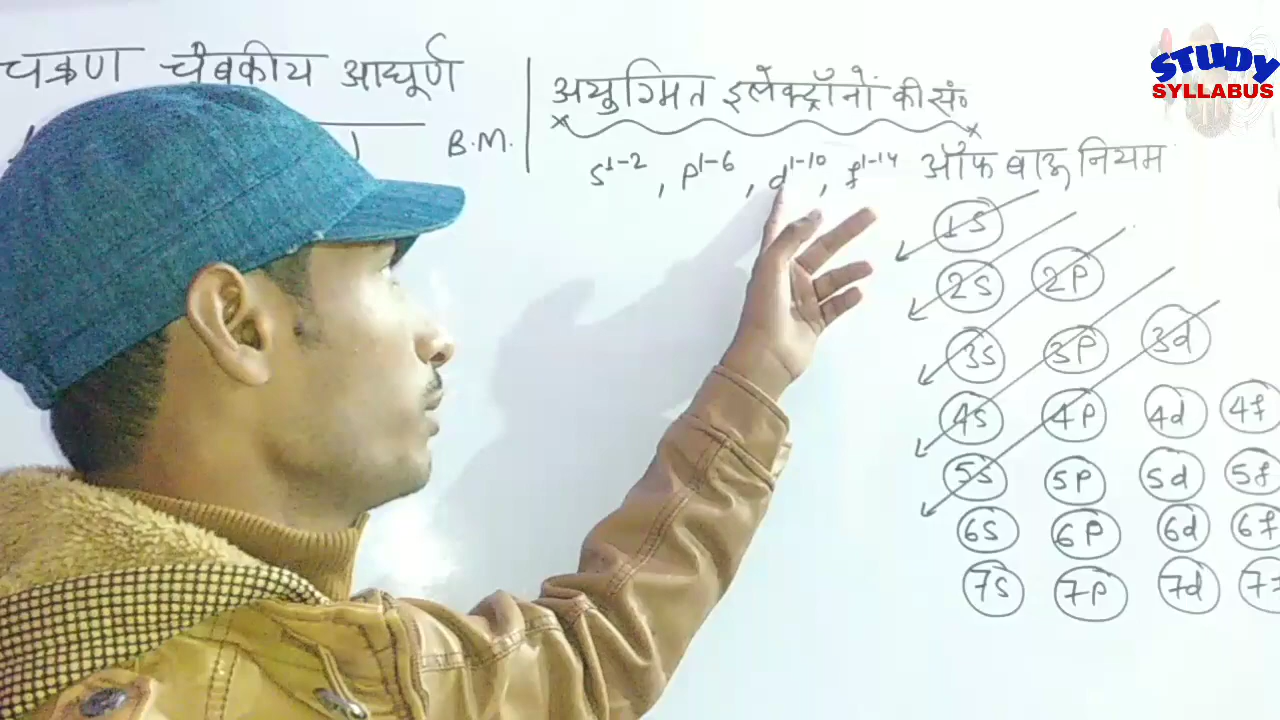 चक्रण चुंबकीय आघूर्ण
B.M.
अयुग्मित इलेक्ट्रॉनों की सं॰
s¹⁻², p¹⁻⁶, d¹⁻¹⁰, f¹⁻¹⁴
ऑफ बाऊ नियम
1s
2s 2p
3s 3p 3d
4s 4p 4d 4f
5s 5p 5d 5f
6s 6p 6d 6f
7s 7p 7d
STUDY
SYLLABUS